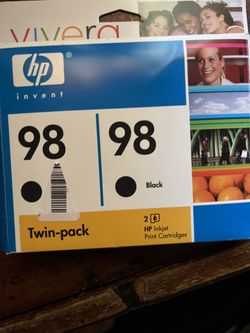 vivera
hp
invent
98
98
Black
Twin-pack
2
HP Inkjet
Print Cartridges